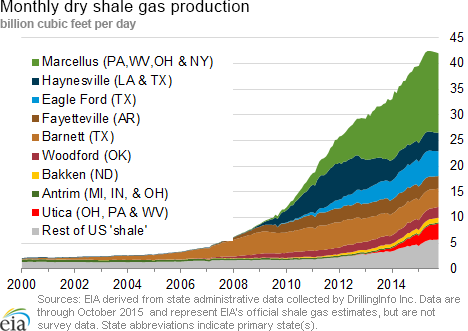 Monthly dry shale gas production
billion cubic feet per day
Marcellus (PA,WV,OH & NY)
Haynesville (LA & TX)
Eagle Ford (TX)
Fayetteville (AR)
Barnett (TX)
Woodford (OK)
Bakken (ND)
Antrim (MI, IN, & OH)
Utica (OH, PA & WV)
Rest of US 'shale'
45
40
35
30
25
20
15
10
5
0
2000 2002 2004 2006 2008 2010 2012 2014
Sources: EIA derived from state administrative data collected by DrillingInfo Inc. Data are
through October 2015 and represent EIA's official shale gas estimates, but are not
survey data. State abbreviations indicate primary state(s).
eia